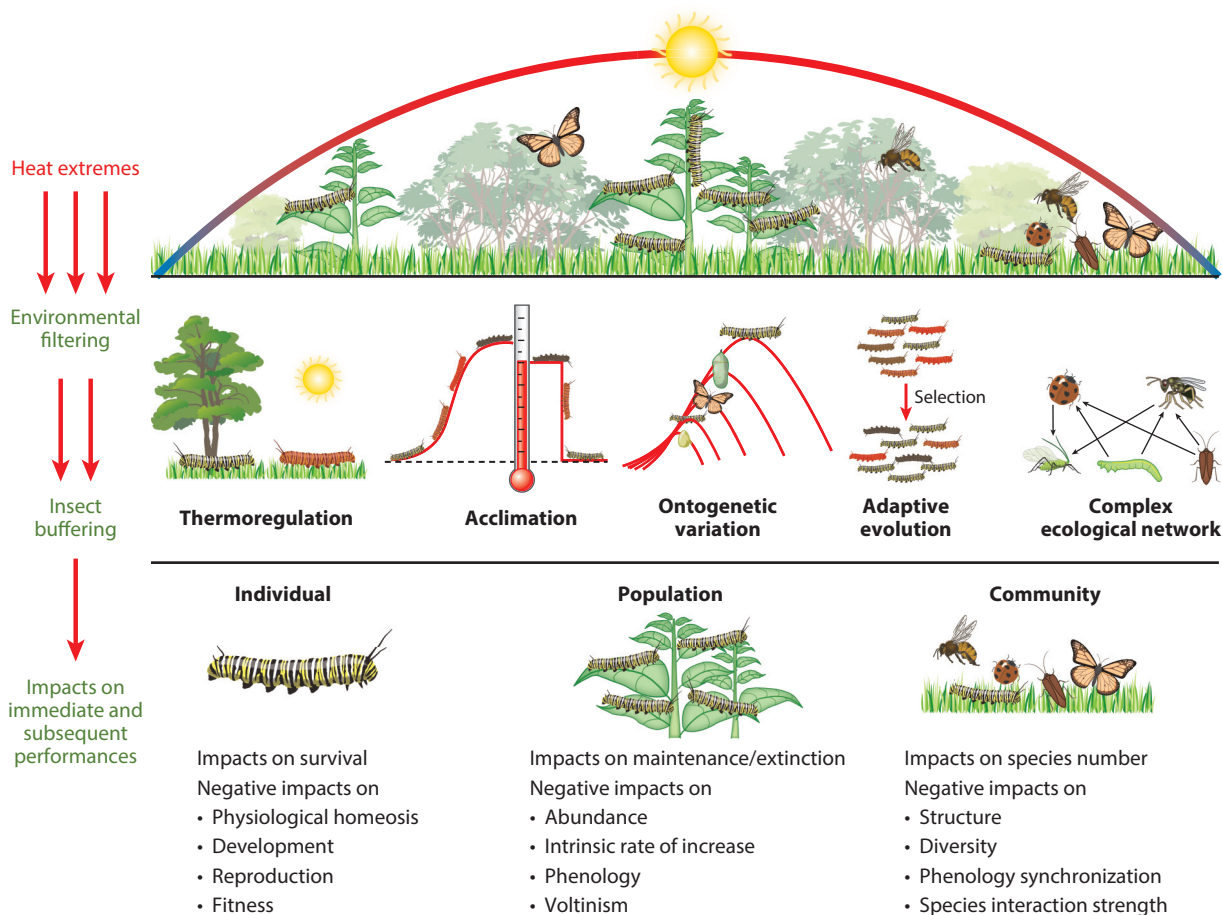 Heat extremes
Environmental
filtering
Selection
Insect
buffering
Thermoregulation
Acclimation
Ontogenetic
variation
Adaptive
evolution
Complex
ecological network
Individual
Population
Community
Impacts on
immediate and
subsequent
performances
Impacts on survival
Negative impacts on
• Physiological homeosis
• Development
• Reproduction
• Fitness
Impacts on maintenance/extinction
Negative impacts on
• Abundance
• Intrinsic rate of increase
• Phenology
• Voltinism
Impacts on species number
Negative impacts on
• Structure
• Diversity
• Phenology synchronization
• Species interaction strength